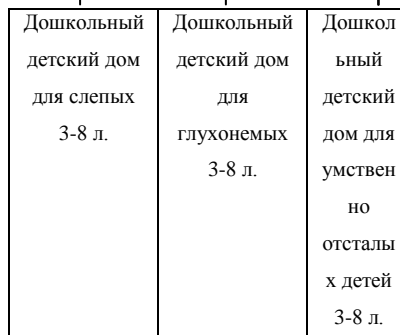 Дошкольный
детский дом
для слепых
3-8 л.
Дошкольный
детский дом
для
глухонемых
3-8 л.
Дошкол
ьный
детский
дом для
умствен
но
отсталы
х детей
3-8 л.